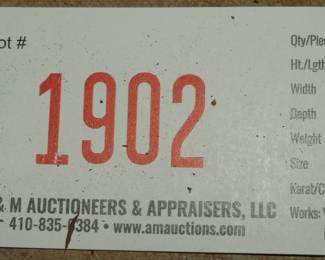 ot #
1902
& M AUCTIONEERS & APPRAISERS, LLC
410-835-0384 • www.amauctions.com
Qty/Pie
Ht./Lgth
Width
Depth
Weight
Size
Karat/C
Works: